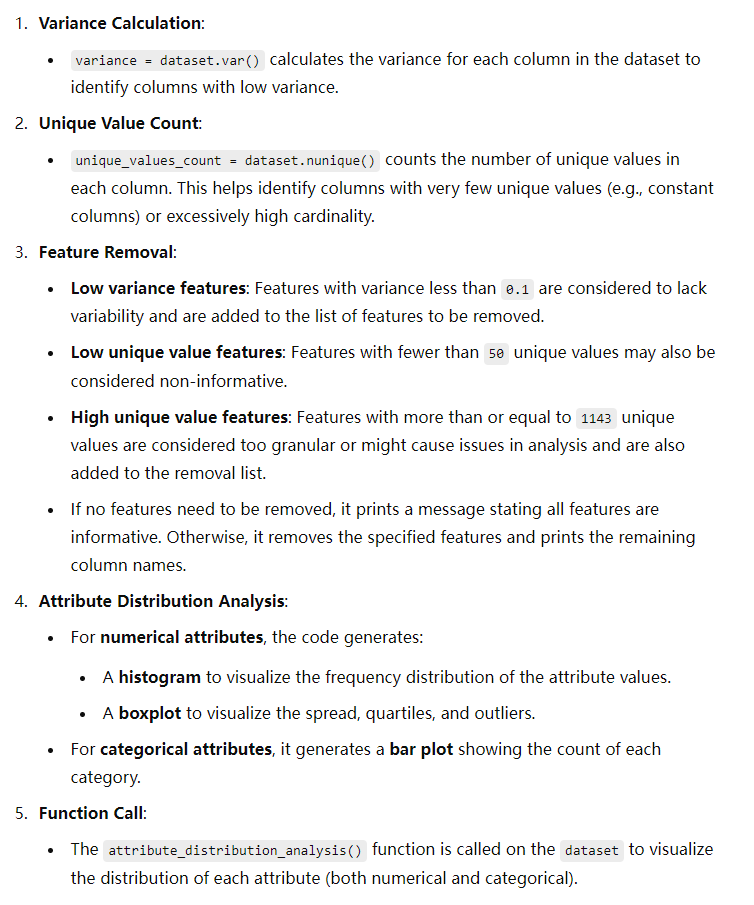 1. Variance Calculation:
• variance = dataset.var() calculates the variance for each column in the dataset to
identify columns with low variance.
2. Unique Value Count:
• unique_values_count = dataset.nunique() counts the number of unique values in
each column. This helps identify columns with very few unique values (e.g., constant
columns) or excessively high cardinality.
3. Feature Removal:
• Low variance features: Features with variance less than 0.1 are considered to lack
variability and are added to the list of features to be removed.
• Low unique value features: Features with fewer than 50 unique values may also be
considered non-informative.
• High unique value features: Features with more than or equal to 1143 unique
values are considered too granular or might cause issues in analysis and are also
added to the removal list.
• If no features need to be removed, it prints a message stating all features are
informative. Otherwise, it removes the specified features and prints the remaining
column names.
4. Attribute Distribution Analysis:
• For numerical attributes, the code generates:
• A histogram to visualize the frequency distribution of the attribute values.
• A boxplot to visualize the spread, quartiles, and outliers.
• For categorical attributes, it generates a bar plot showing the count of each
category.
5. Function Call:
• The attribute_distribution_analysis() function is called on the dataset to visualize
the distribution of each attribute (both numerical and categorical).